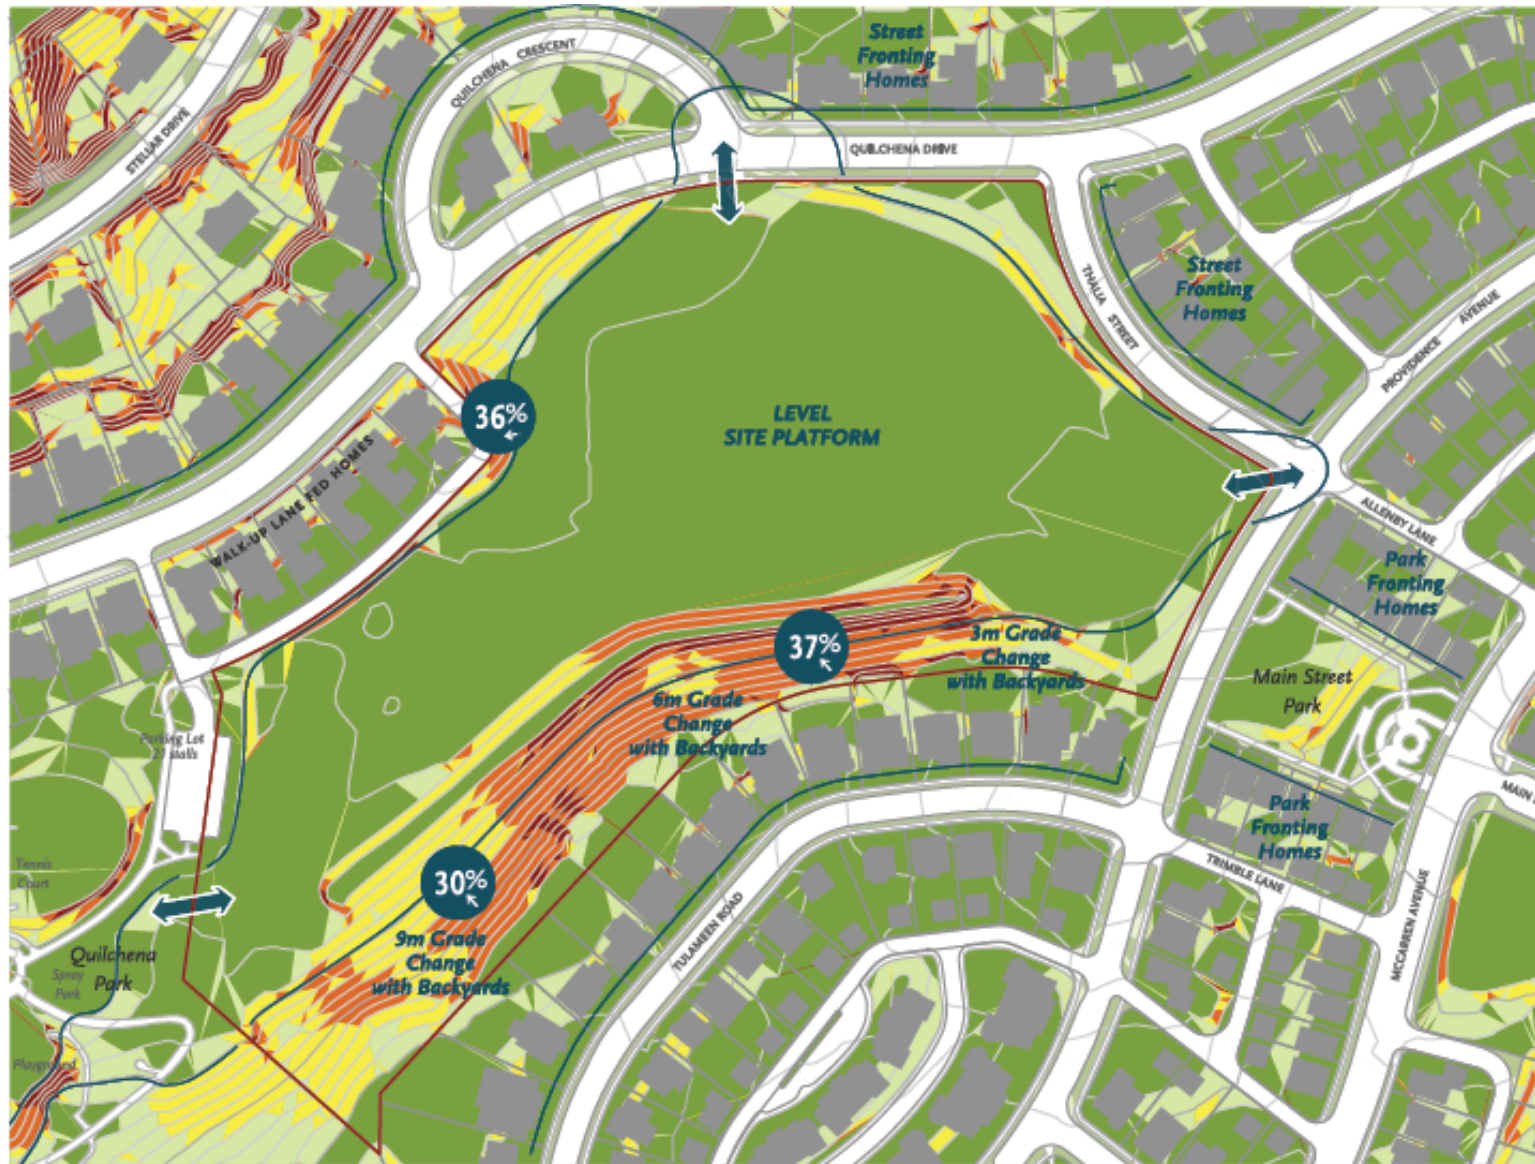 Street
Fronting
Homes
QUILCHENA CRESCENT
STELLAR DRIVE
QUILCHENA DRIVE
Street
Fronting
Homes
THALIA STREET
PROVIDENCE AVENUE
36%
LEVEL
SITE PLATFORM
WALK-UP LANE FED HOMES
ALLENBY LANE
Park
Fronting
Homes
37%
3m Grade
Change
with Backyards
6m Grade
Change
with Backyards
Main Street
Park
Parking Lot
21 stalls
MAIN
Park
Fronting
Homes
TRIMBLE LANE
Tennis
Court
30%
9m Grade
Change
with Backyards
TULAMEEN ROAD
MCCARREN AVENUE
Quilchena
Park
Spray
Park
Playground